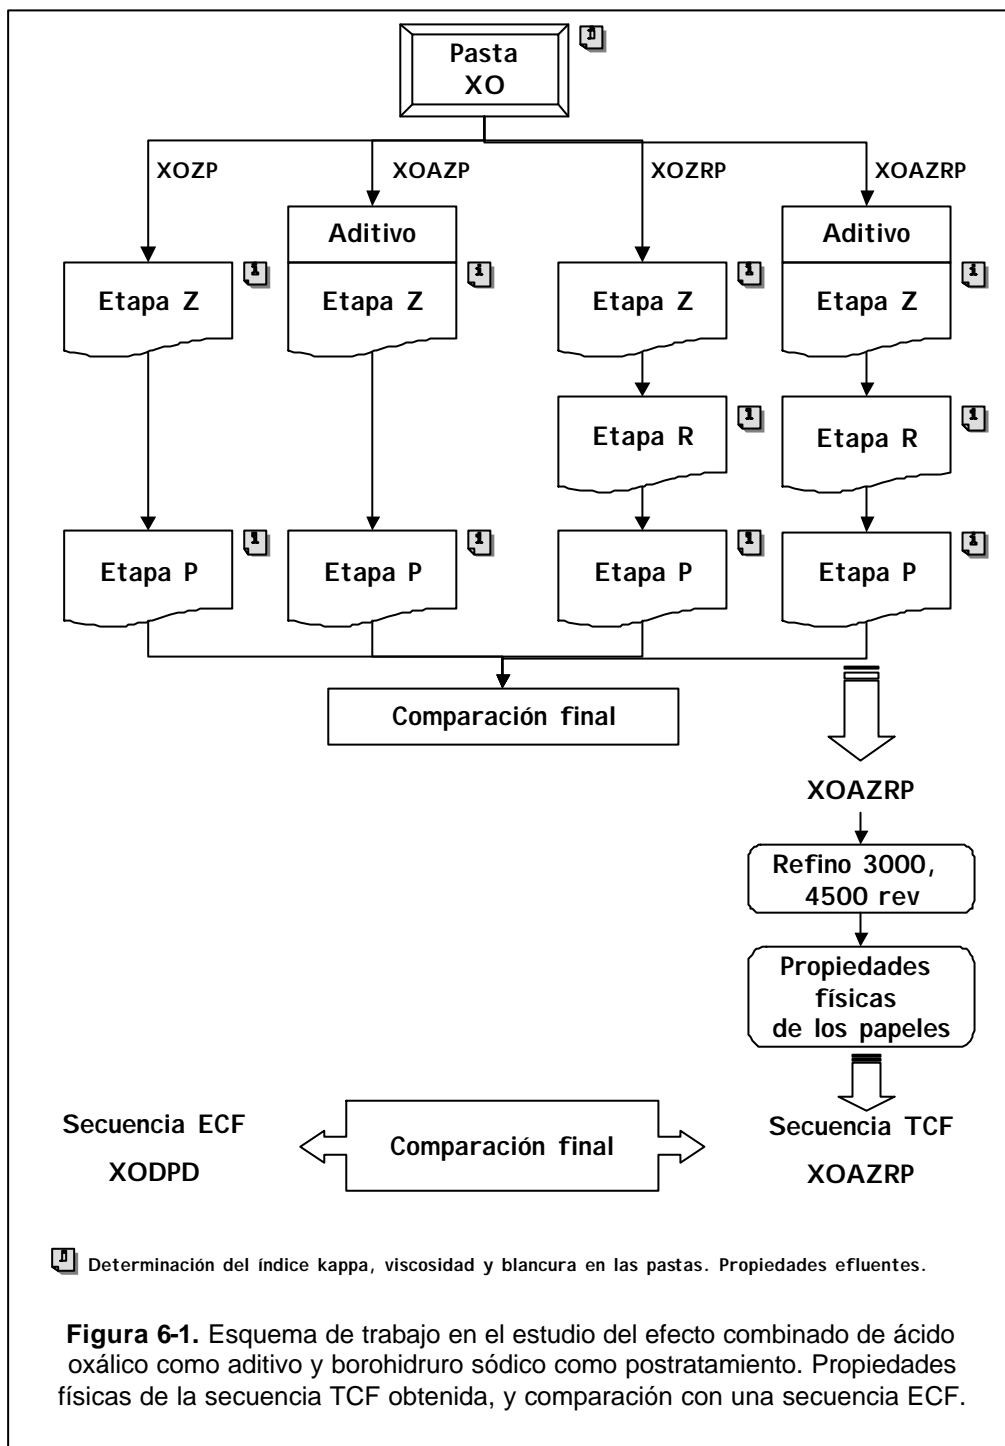 Pasta
XO
XOZP
XOAZP
XOZRP
XOAZRP
Aditivo
Aditivo
Etapa Z
Etapa Z
Etapa Z
Etapa Z
Etapa R
Etapa R
Etapa P
Etapa P
Etapa P
Etapa P
Comparación final
XOAZRP
Refino 3000,
4500 rev
Propiedades
físicas
de los papeles
Secuencia ECF
XODPD
Comparación final
Secuencia TCF
XOAZRP
Determinación del índice kappa, viscosidad y blancura en las pastas. Propiedades efluentes.
Figura 6-1. Esquema de trabajo en el estudio del efecto combinado de ácido
oxálico como aditivo y borohidruro sódico como postratamiento. Propiedades
físicas de la secuencia TCF obtenida, y comparación con una secuencia ECF.